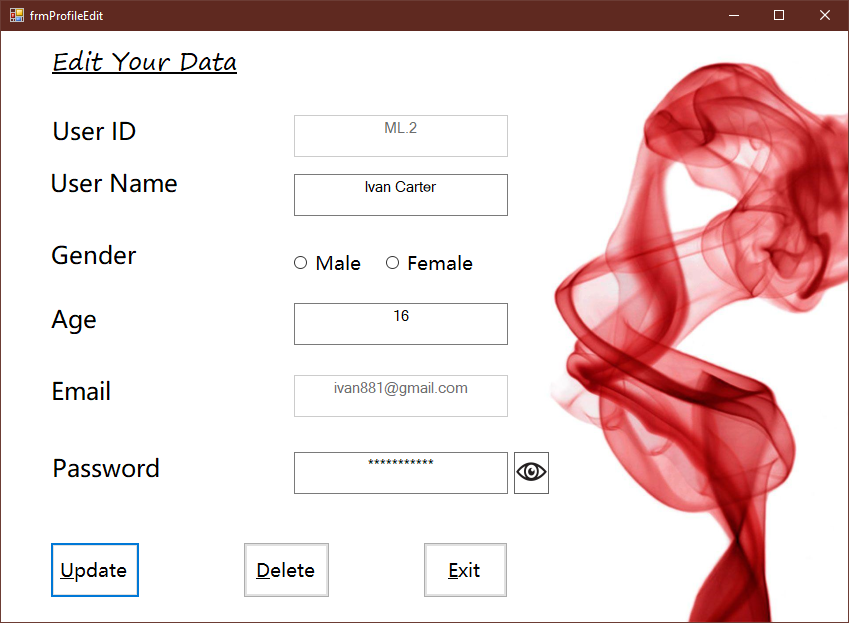 frmProfileEdit
Edit Your Data
User ID
ML.2
User Name
Ivan Carter
Gender
Male Female
Age
16
Email
ivan881@gmail.com
Password
***********
Update Delete Exit